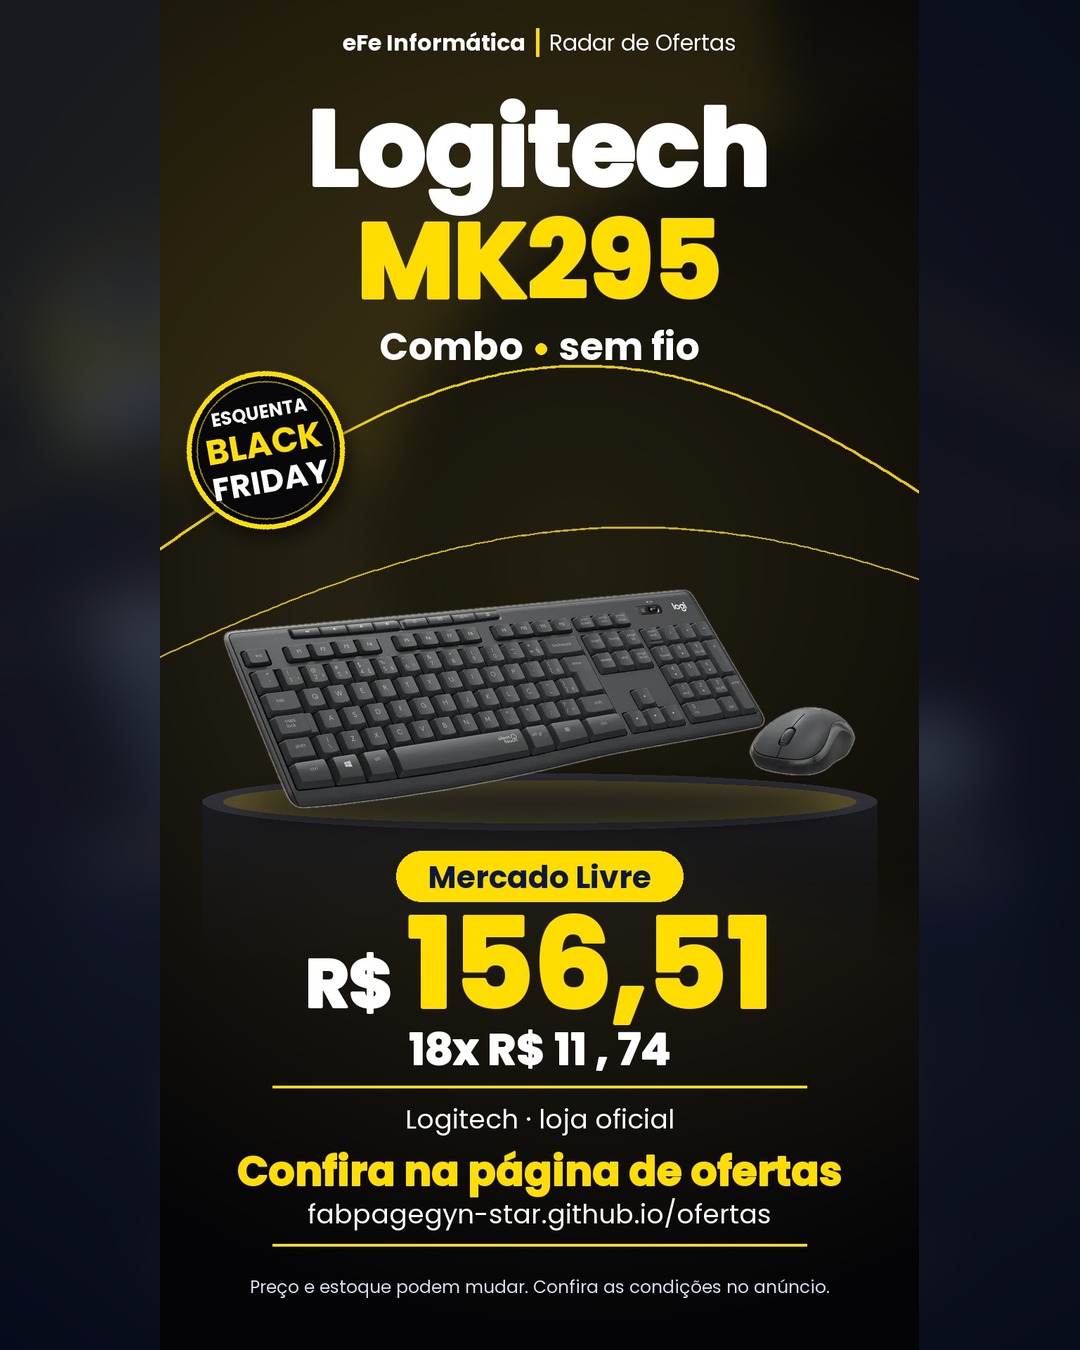 eFe Informática | Radar de Ofertas
Logitech
MK295
Combo • sem fio
ESQUENTA
BLACK
FRIDAY
logi
Mercado Livre
R$ 156,51
18x R$ 11 , 74
Logitech · loja oficial
Confira na página de ofertas
fabpagegyn-star.github.io/ofertas
Preço e estoque podem mudar. Confira as condições no anúncio.